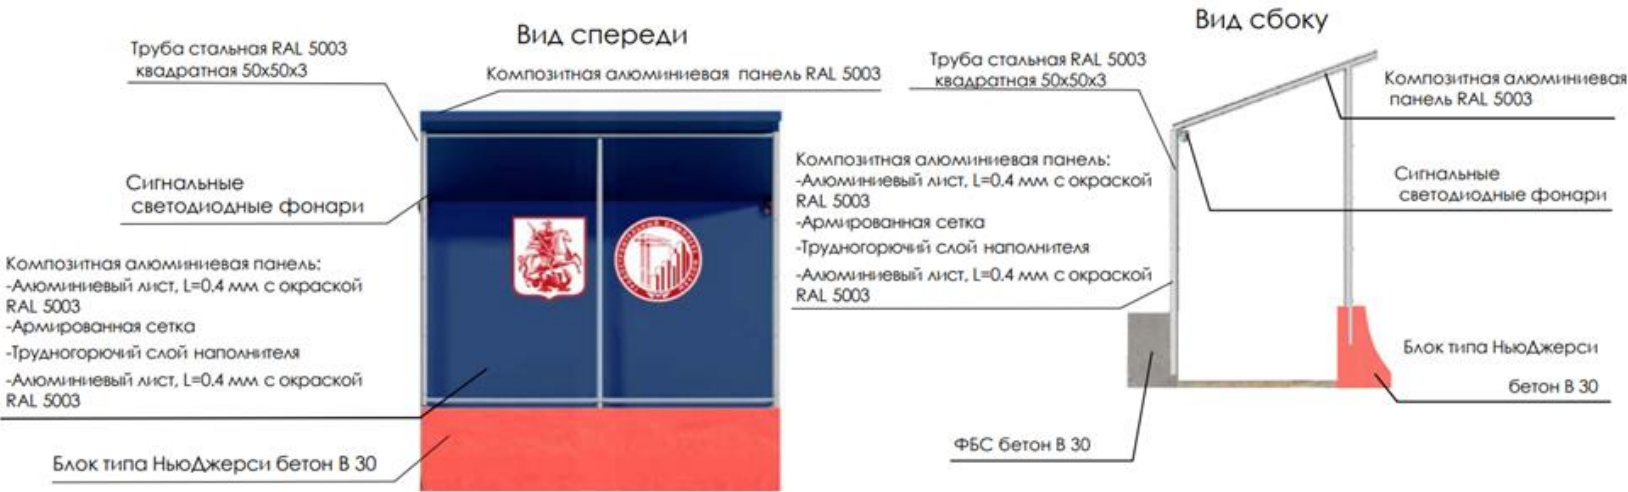 Вид спереди
Труба стальная RAL 5003
квадратная 50х50х3
Композитная алюминиевая панель RAL 5003
Сигнальные
светодиодные фонари
Композитная алюминиевая панель:
-Алюминиевый лист, L=0.4 мм с окраской
RAL 5003
-Армированная сетка
-Трудногорючий слой наполнителя
-Алюминиевый лист, L=0.4 мм с окраской
RAL 5003
Блок типа НьюДжерси бетон В 30
Вид сбоку
Труба стальная RAL 5003
квадратная 50х50х3
Композитная алюминиевая
панель RAL 5003
Композитная алюминиевая панель:
-Алюминиевый лист, L=0.4 мм с окраской
RAL 5003
-Армированная сетка
-Трудногорючий слой наполнителя
-Алюминиевый лист, L=0.4 мм с окраской
RAL 5003
Сигнальные
светодиодные фонари
Блок типа НьюДжерси
бетон В 30
ФБС бетон В 30